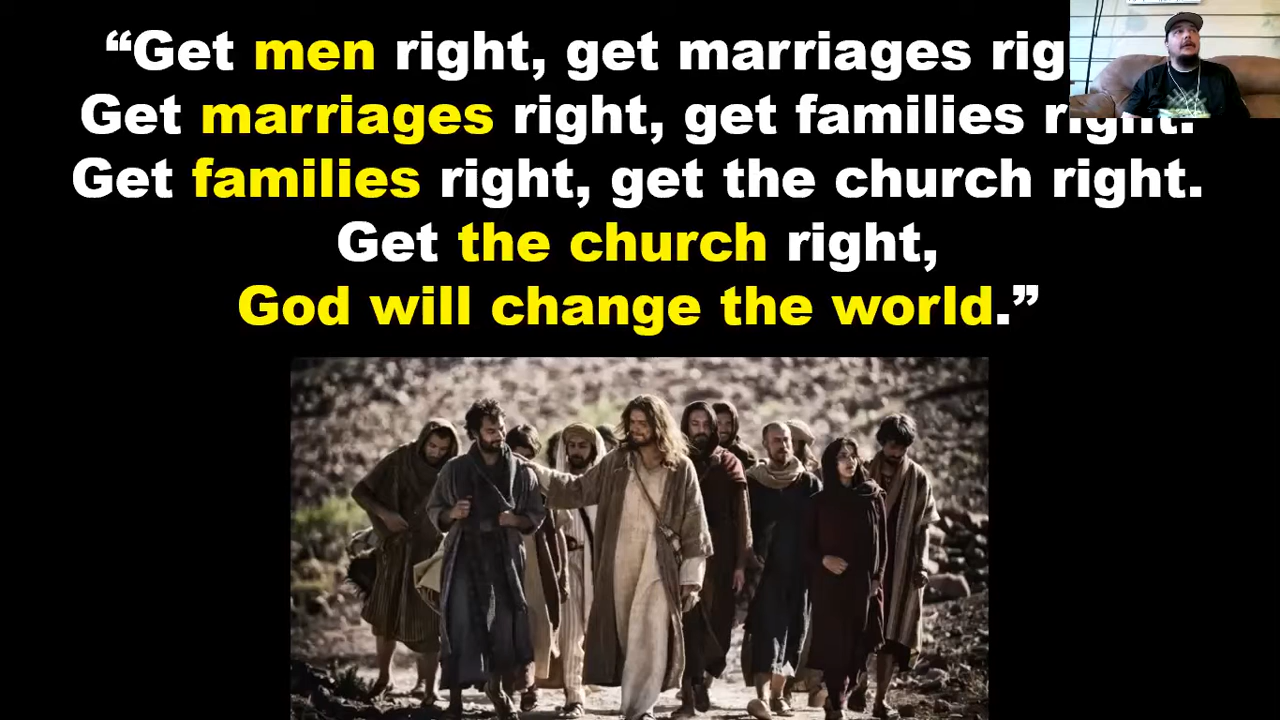 “Get men right, get marriages rig
Get marriages right, get families right.
Get families right, get the church right.
Get the church right,
God will change the world.”